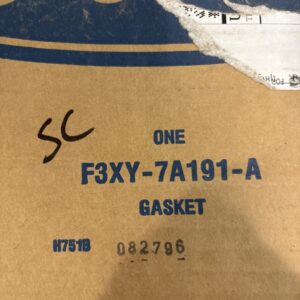 SC
ONE
F3XY-7A191-A
GASKET
H751B 082796